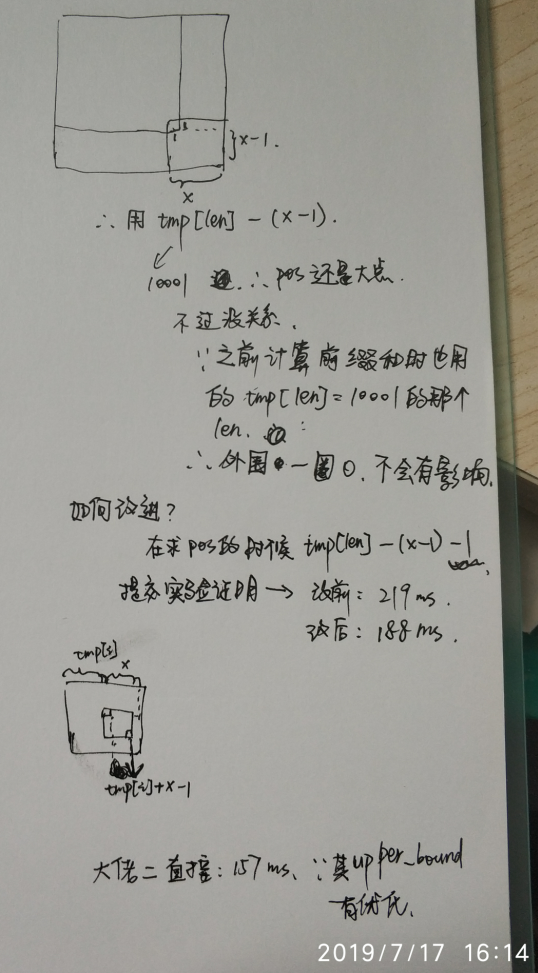 x-1.
x
∴ 用 tmp[len] - (x-1).
10001 ∴ pos 还是大点.
不过没关系.
∵ 之前计算前缀和时也用
的 tmp[len] = 10001 的那个
len.
∴ 外围一圈 0, 不会有影响.
如何改进?
在求 pos 的时候 tmp[len] - (x-1) -1
提交实验证明 → 改前: 219 ms.
改后: 188 ms.
tmp[i] x
tmp[i]+x-1
大佬二直接: 157 ms, ∵ 其 upper_bound
有优化.
2019/7/17 16:14